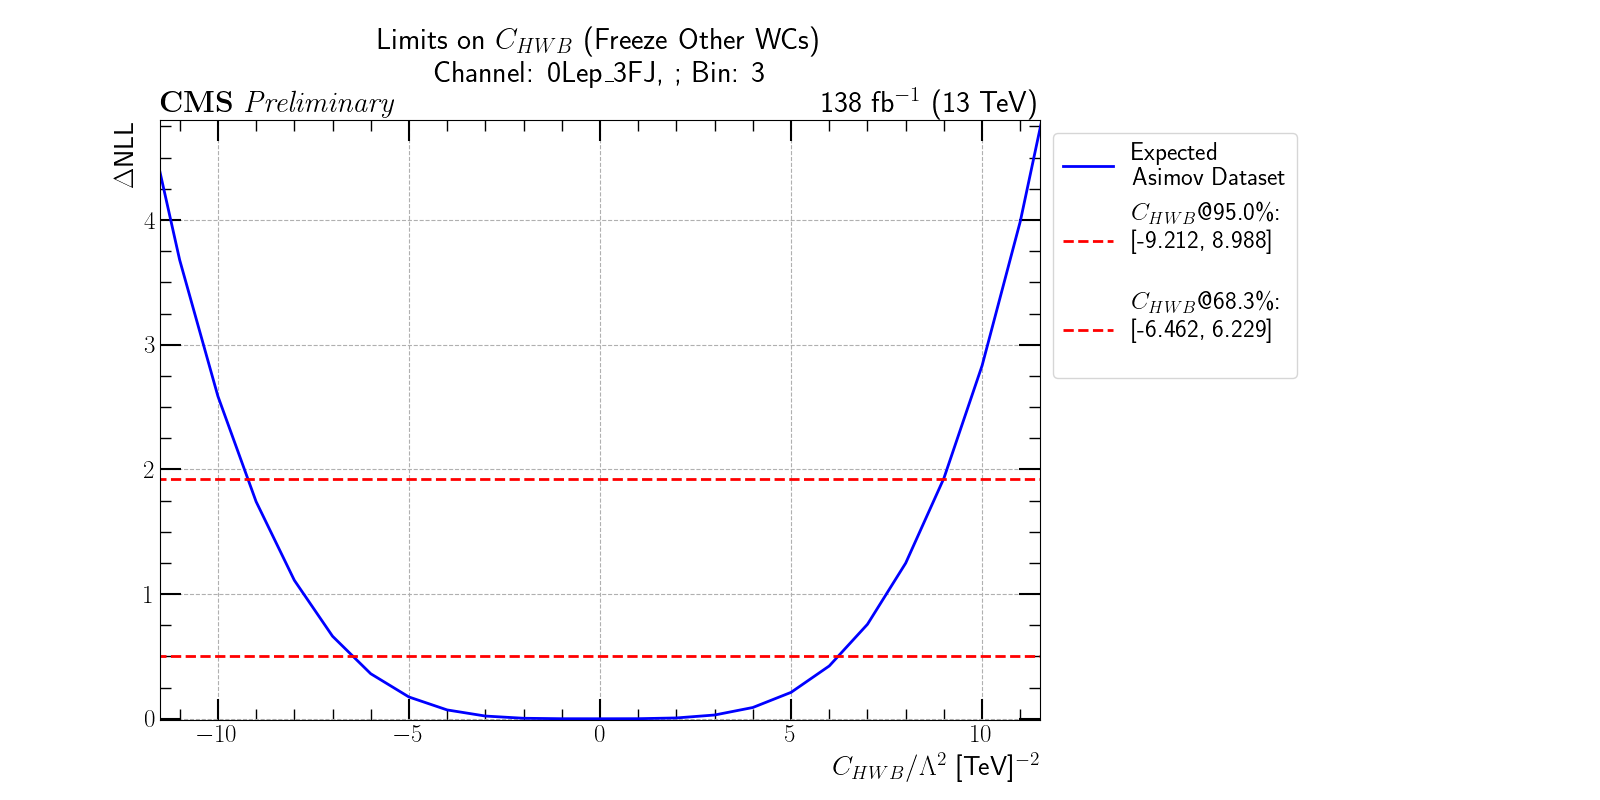 Limits on C_{HWB} (Freeze Other WCs)
Channel: 0Lep_3FJ, ; Bin: 3
CMS Preliminary
138 fb^{-1} (13 TeV)
ΔNLL
4
3
2
1
0
−10
−5
0
5
10
C_{HWB}/Λ^{2} [TeV]^{−2}
Expected
Asimov Dataset
C_{HWB}@95.0%:
[-9.212, 8.988]
C_{HWB}@68.3%:
[-6.462, 6.229]